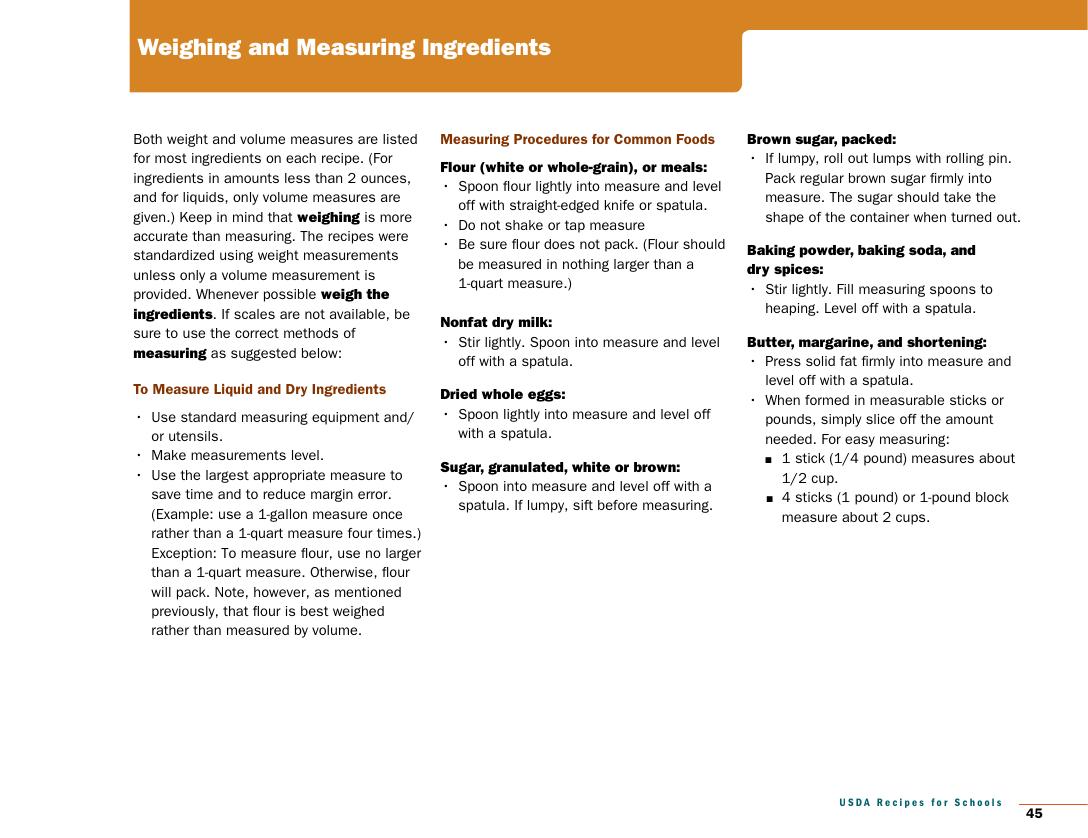 Weighing and Measuring Ingredients
Both weight and volume measures are listed
for most ingredients on each recipe. (For
ingredients in amounts less than 2 ounces,
and for liquids, only volume measures are
given.) Keep in mind that weighing is more
accurate than measuring. The recipes were
standardized using weight measurements
unless only a volume measurement is
provided. Whenever possible weigh the
ingredients. If scales are not available, be
sure to use the correct methods of
measuring as suggested below:
To Measure Liquid and Dry Ingredients
· Use standard measuring equipment and/
or utensils.
· Make measurements level.
· Use the largest appropriate measure to
save time and to reduce margin error.
(Example: use a 1-gallon measure once
rather than a 1-quart measure four times.)
Exception: To measure flour, use no larger
than a 1-quart measure. Otherwise, flour
will pack. Note, however, as mentioned
previously, that flour is best weighed
rather than measured by volume.
Measuring Procedures for Common Foods
Flour (white or whole-grain), or meals:
· Spoon flour lightly into measure and level
off with straight-edged knife or spatula.
· Do not shake or tap measure
· Be sure flour does not pack. (Flour should
be measured in nothing larger than a
1-quart measure.)
Nonfat dry milk:
· Stir lightly. Spoon into measure and level
off with a spatula.
Dried whole eggs:
· Spoon lightly into measure and level off
with a spatula.
Sugar, granulated, white or brown:
· Spoon into measure and level off with a
spatula. If lumpy, sift before measuring.
Brown sugar, packed:
· If lumpy, roll out lumps with rolling pin.
Pack regular brown sugar firmly into
measure. The sugar should take the
shape of the container when turned out.
Baking powder, baking soda, and
dry spices:
· Stir lightly. Fill measuring spoons to
heaping. Level off with a spatula.
Butter, margarine, and shortening:
· Press solid fat firmly into measure and
level off with a spatula.
· When formed in measurable sticks or
pounds, simply slice off the amount
needed. For easy measuring:
■ 1 stick (1/4 pound) measures about
1/2 cup.
■ 4 sticks (1 pound) or 1-pound block
measure about 2 cups.
USDA Recipes for Schools
45